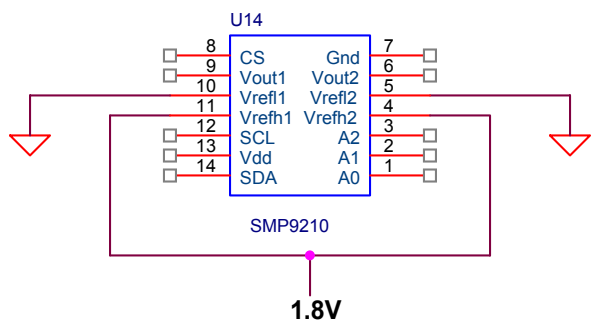 U14
8 CS Gnd 7
9 Vout1 Vout2 6
10 Vrefl1 Vrefl2 5
11 Vrefh1 Vrefh2 4
12 SCL A2 3
13 Vdd A1 2
14 SDA A0 1
SMP9210
1.8V